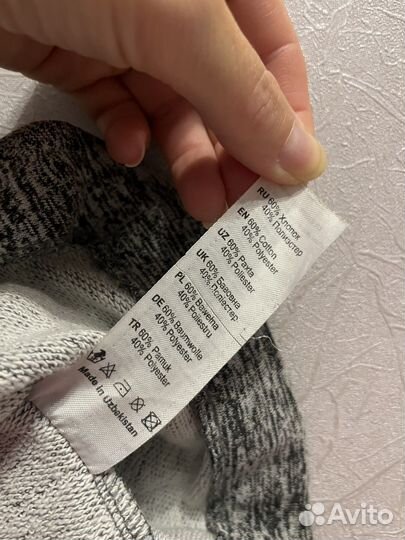 RU 60% Хлопок
40% Полиэстер
EN 60% Cotton
40% Polyester
UZ 60% Paxta
40% Poliester
UK 60% Бавовна
40% Поліестер
PL 60% Bawełna
40% Poliestru
DE 60% Baumwolle
40% Polyester
TR 60% Pamuk
40% Polyester
Made in Uzbekistan
Avito